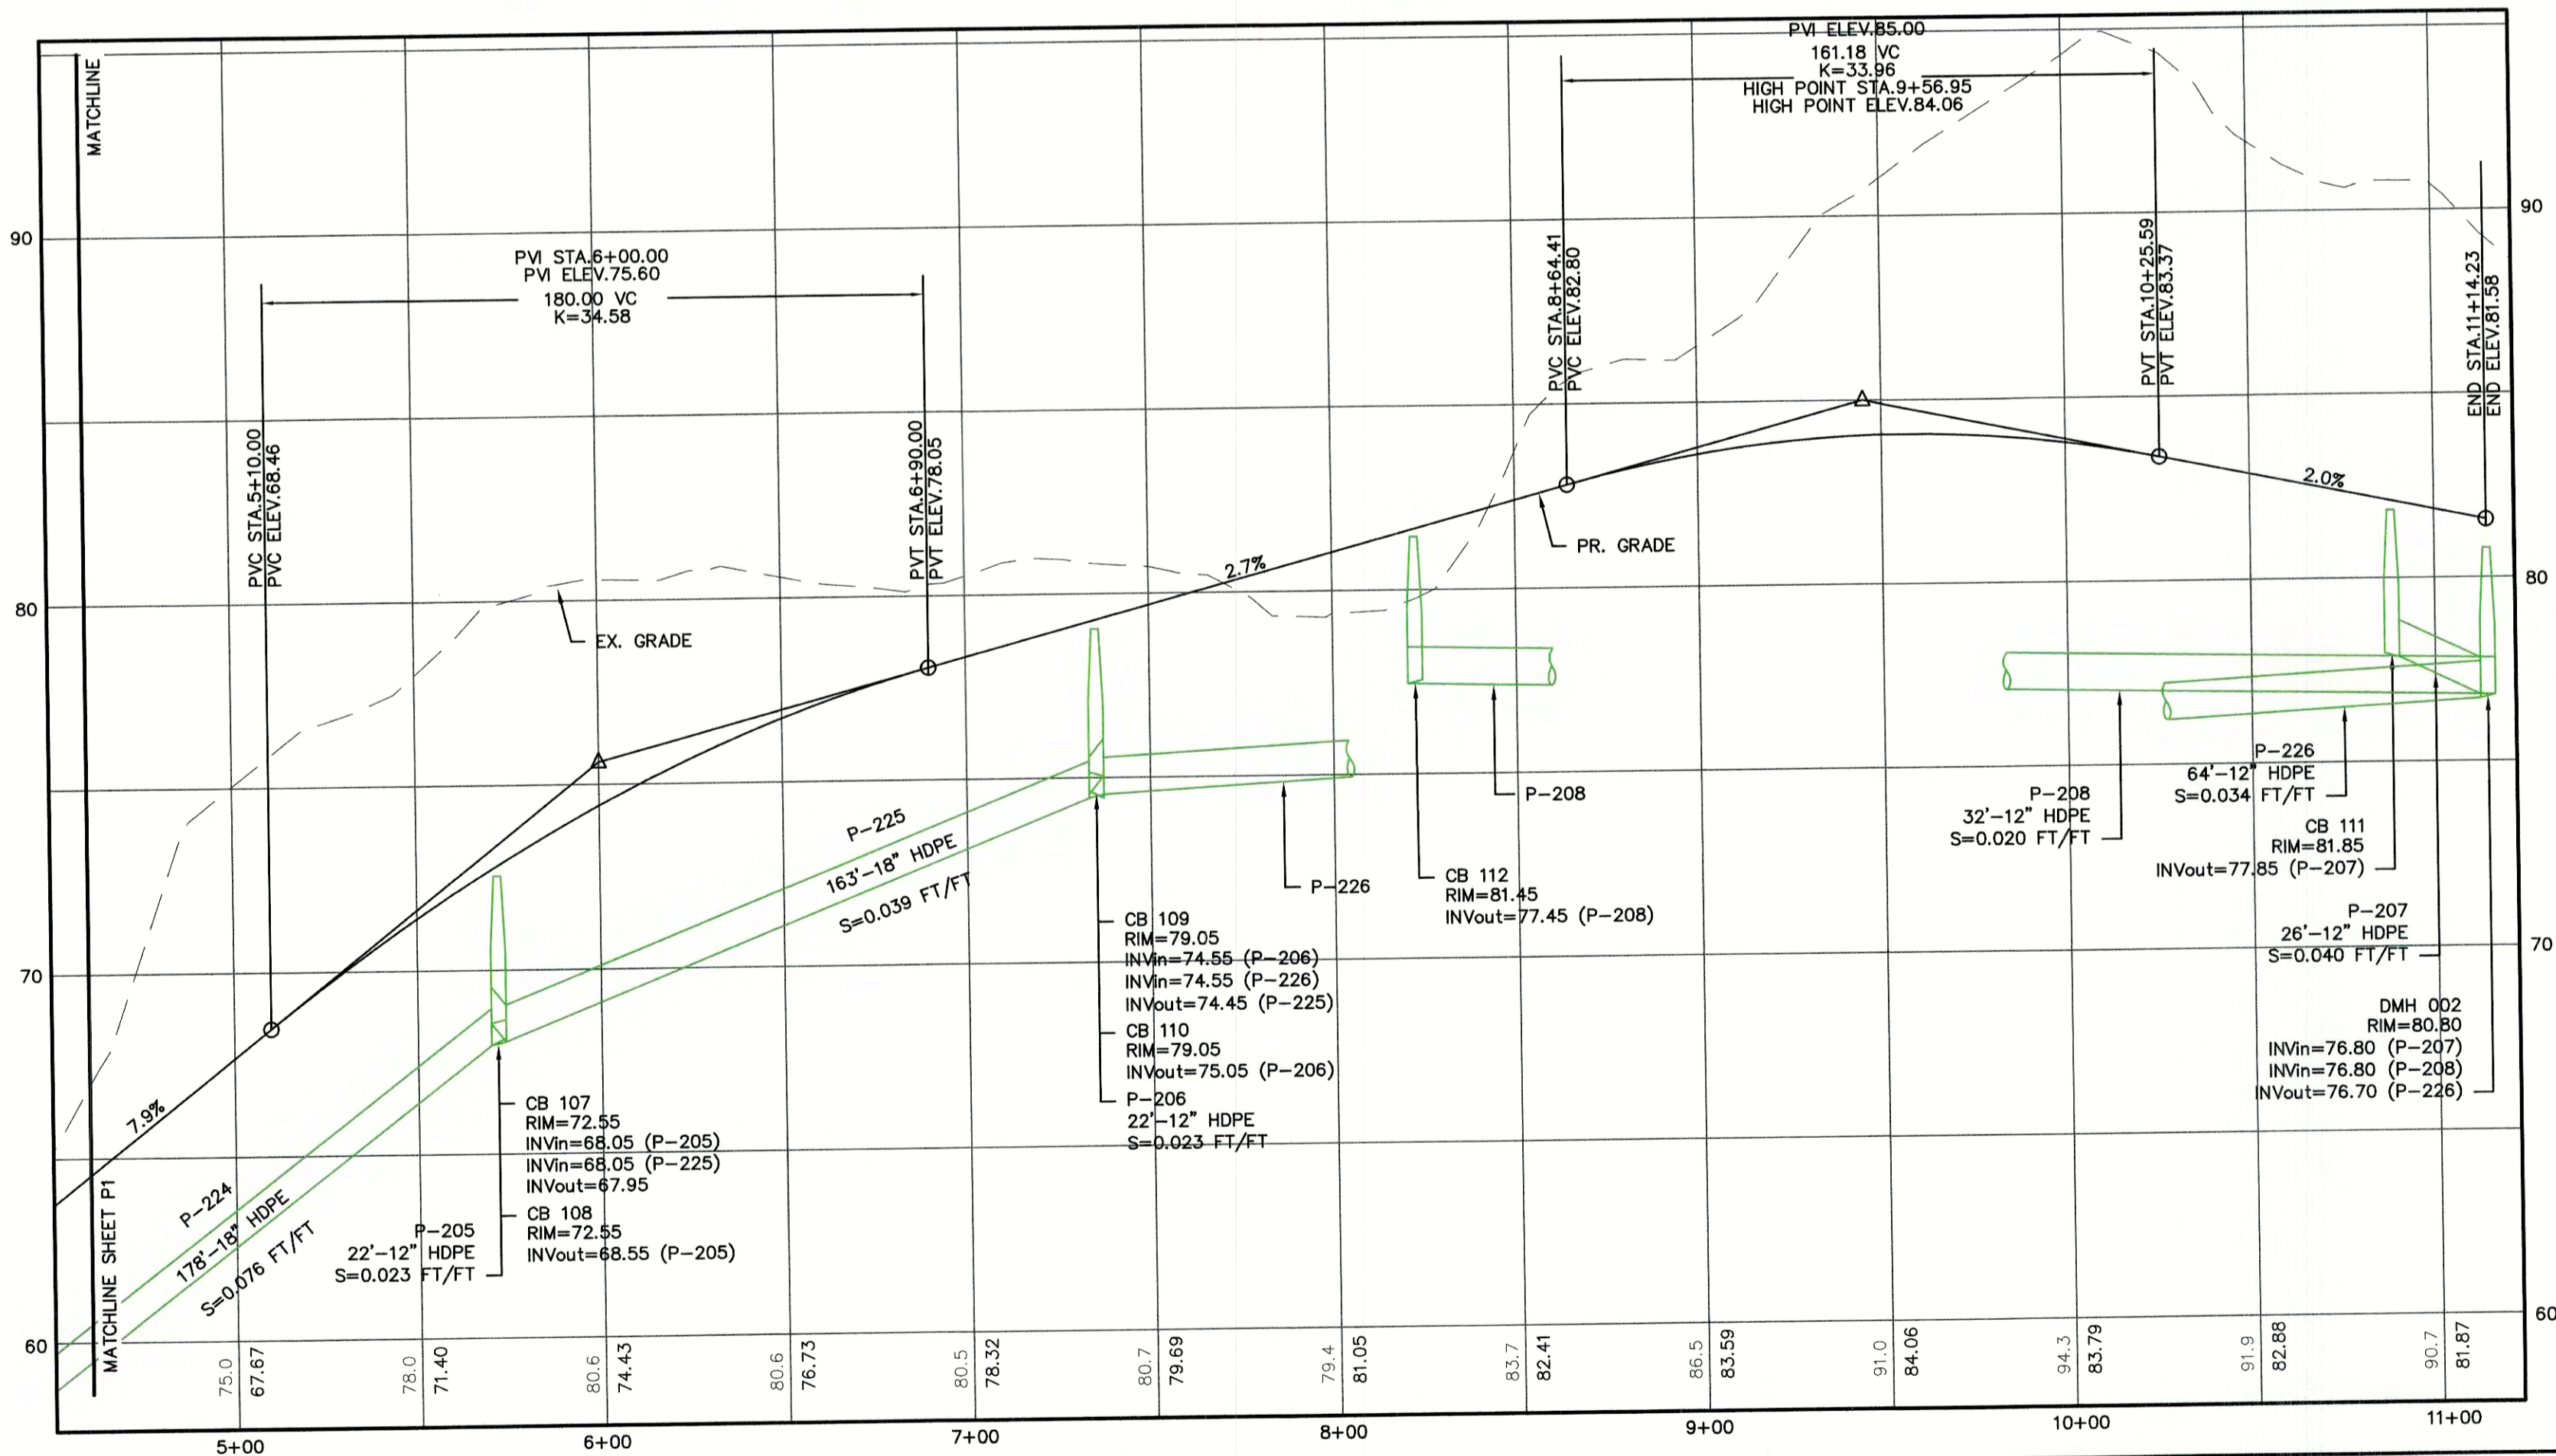 MATCHLINE
PVI ELEV.85.00
161.18 VC
K=33.96
HIGH POINT STA.9+56.95
HIGH POINT ELEV.84.06
90
90
PVI STA.6+00.00
PVI ELEV.75.60
180.00 VC
K=34.58
PVC STA.5+10.00
PVC ELEV.68.46
PVT STA.6+90.00
PVT ELEV.78.05
PVC STA.8+64.41
PVC ELEV.82.80
PVT STA.10+25.59
PVT ELEV.83.37
END STA.11+14.23
END ELEV.81.58
2.0%
2.7%
PR. GRADE
80
80
EX. GRADE
P-225
163'-18" HDPE
S=0.039 FT/FT
P-226
P-208
CB 109
RIM=79.05
INVin=74.55 (P-206)
INVin=74.55 (P-226)
INVout=74.45 (P-225)
CB 110
RIM=79.05
INVout=75.05 (P-206)
P-206
22'-12" HDPE
S=0.023 FT/FT
CB 112
RIM=81.45
INVout=77.45 (P-208)
P-208
32'-12" HDPE
S=0.020 FT/FT
P-226
64'-12" HDPE
S=0.034 FT/FT
CB 111
RIM=81.85
INVout=77.85 (P-207)
P-207
26'-12" HDPE
S=0.040 FT/FT
DMH 002
RIM=80.80
INVin=76.80 (P-207)
INVin=76.80 (P-208)
INVout=76.70 (P-226)
70
70
7.9%
MATCHLINE SHEET P1
P-224
178'-18" HDPE
S=0.076 FT/FT
CB 107
RIM=72.55
INVin=68.05 (P-205)
INVin=68.05 (P-225)
INVout=67.95
CB 108
RIM=72.55
INVout=68.55 (P-205)
P-205
22'-12" HDPE
S=0.023 FT/FT
60
60
75.0
67.67
78.0
71.40
80.6
74.43
80.6
76.73
80.5
78.32
80.7
79.69
79.4
81.05
83.7
82.41
86.5
83.59
91.0
84.06
94.3
83.79
91.9
82.88
90.7
81.87
5+00
6+00
7+00
8+00
9+00
10+00
11+00